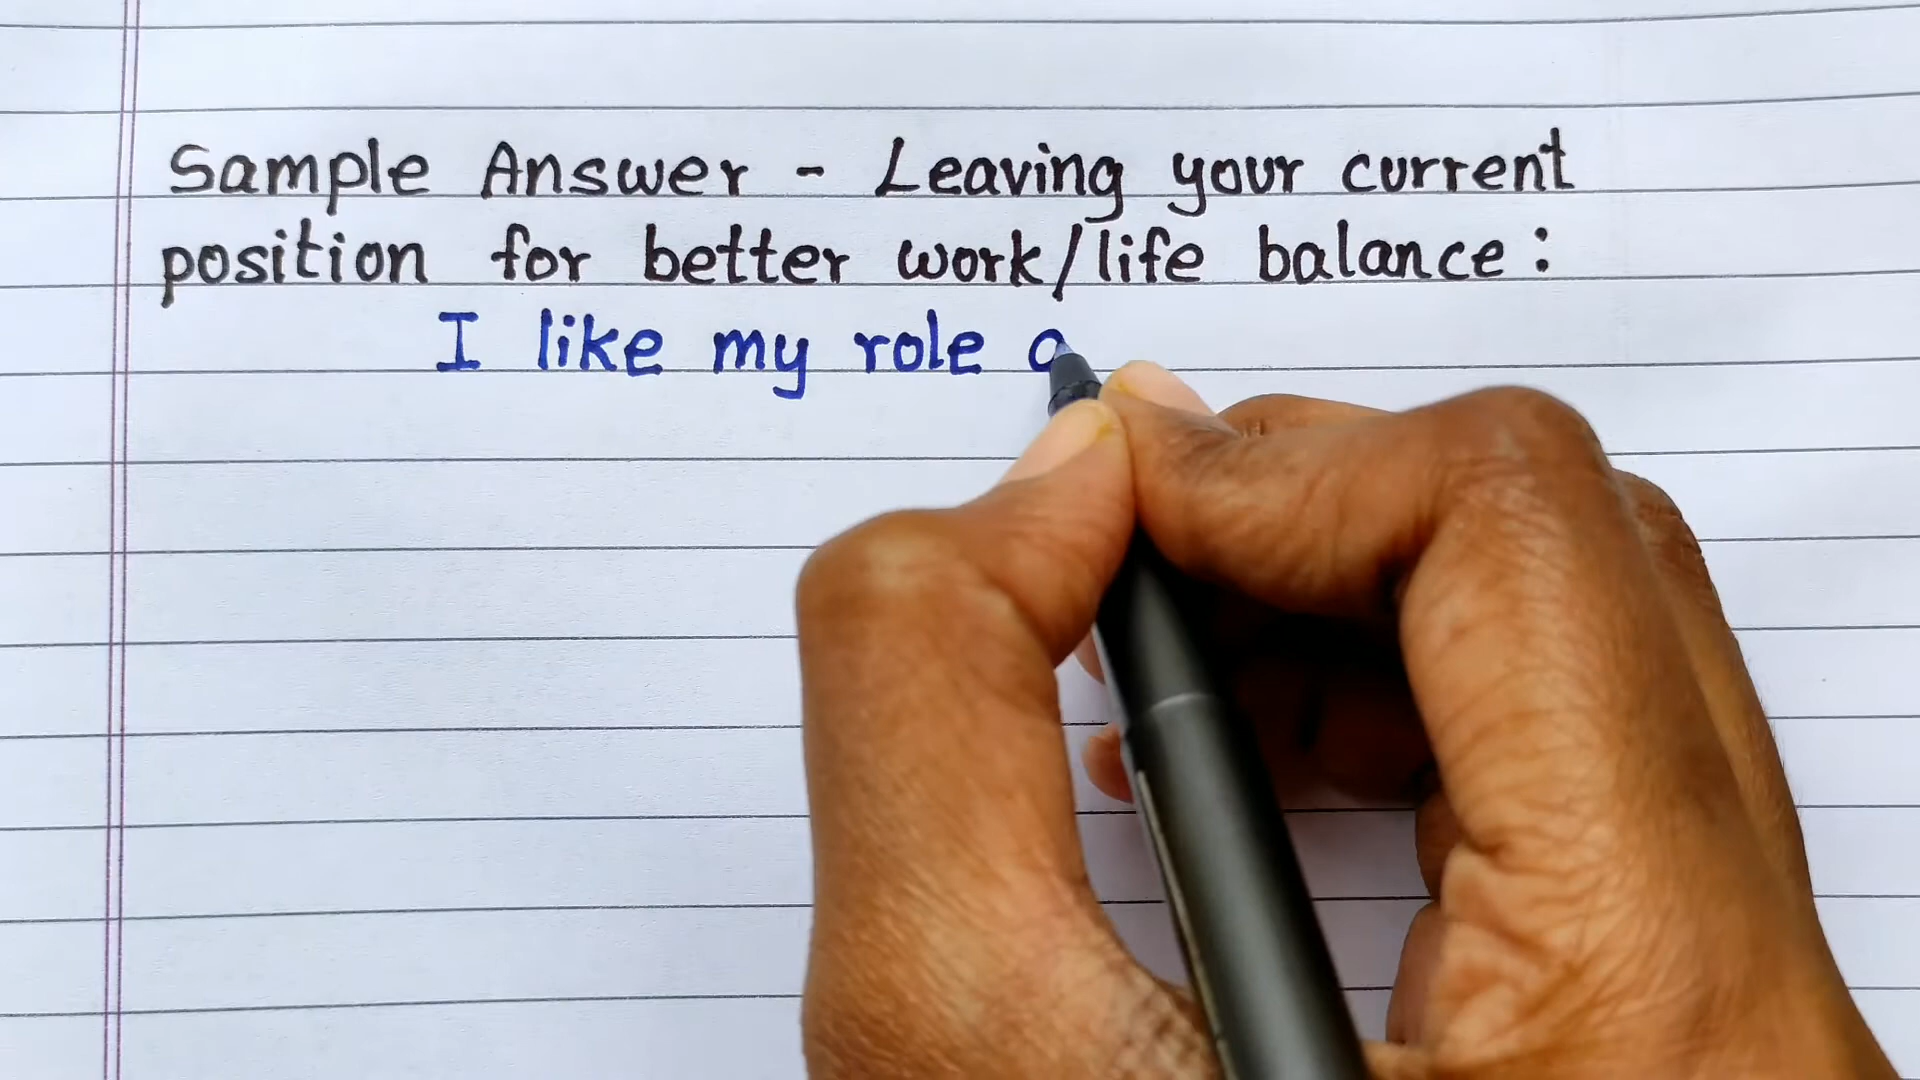 Sample Answer - Leaving your current
position for better work/life balance:
I like my role